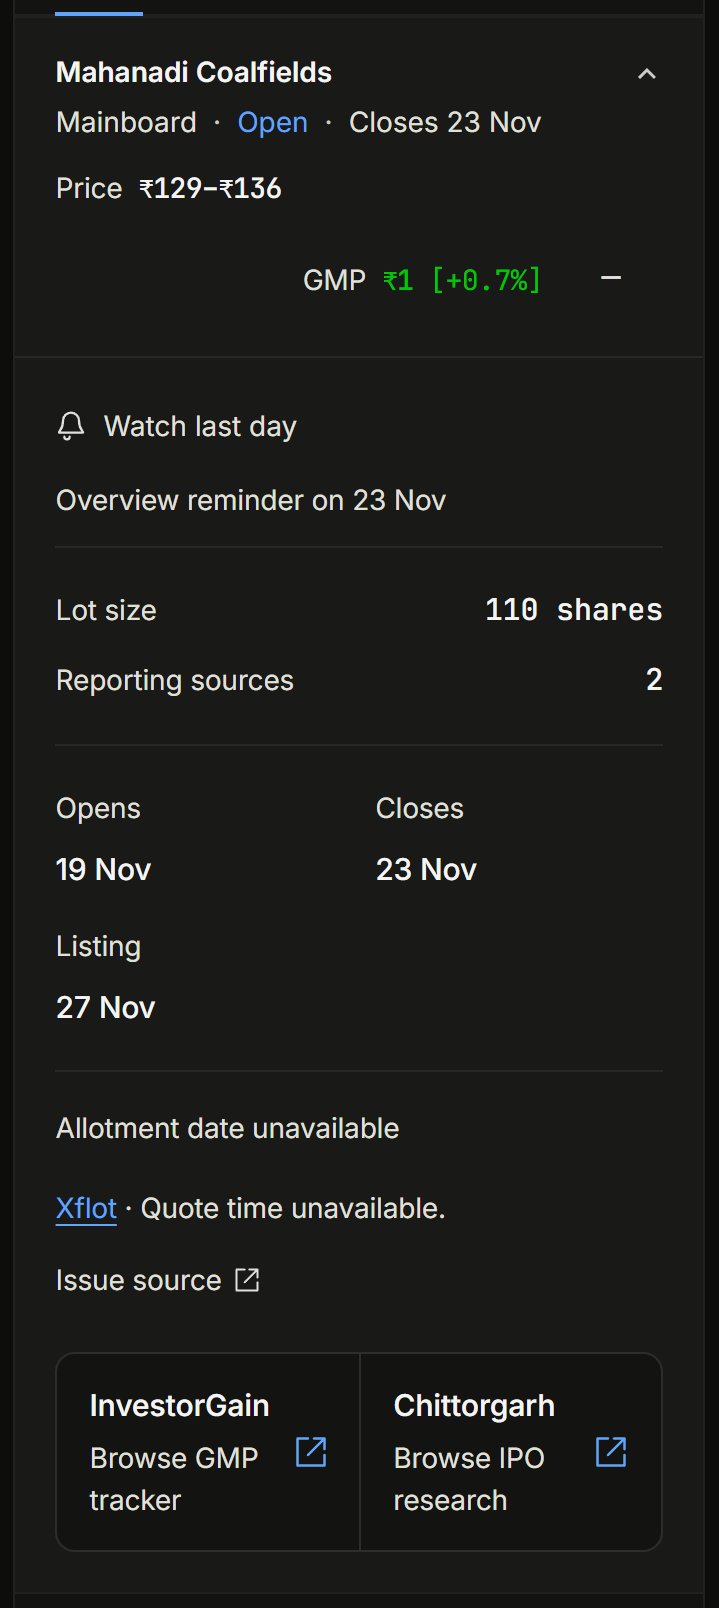 Mahanadi Coalfields
Mainboard · Open · Closes 23 Nov
Price ₹129–₹136
GMP ₹1 [+0.7%] –
Watch last day
Overview reminder on 23 Nov
Lot size 110 shares
Reporting sources 2
Opens Closes
19 Nov 23 Nov
Listing
27 Nov
Allotment date unavailable
Xflot · Quote time unavailable.
Issue source
InvestorGain Chittorgarh
Browse GMP Browse IPO
tracker research